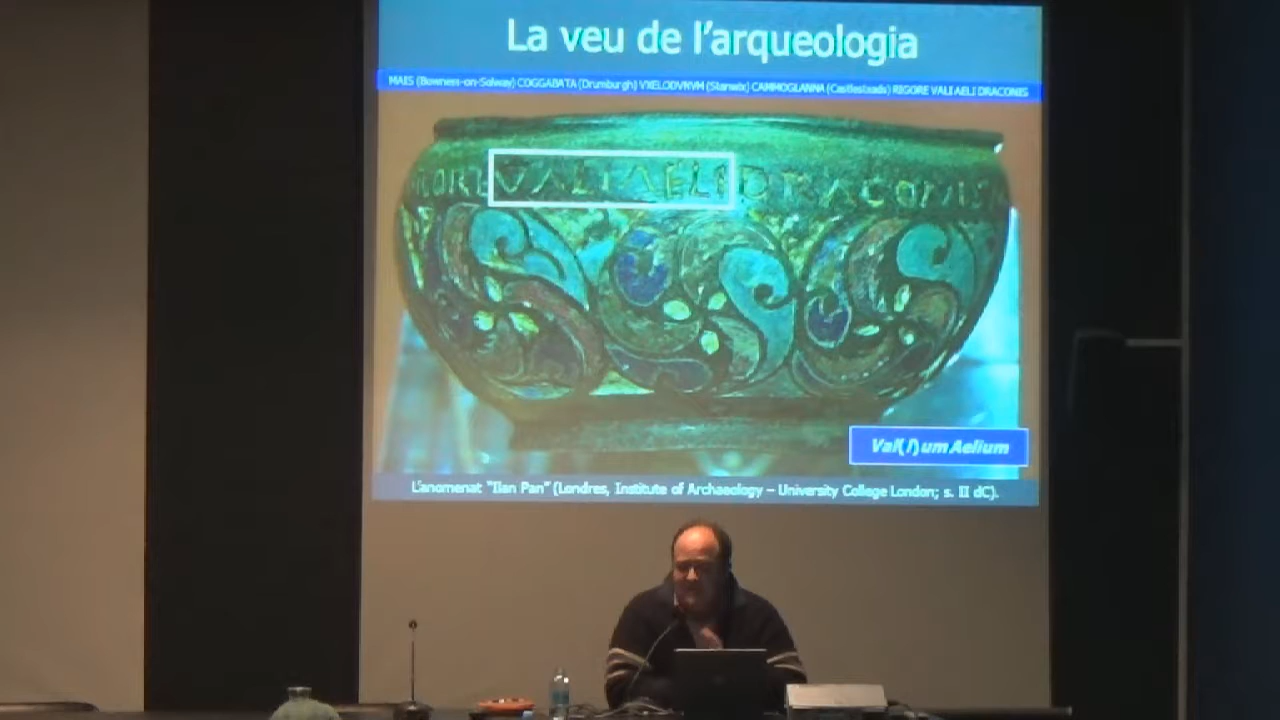 La veu de l'arqueologia
MAIS (Bowness-on-Solway) COGGABATA (Drumburgh) VXELODVNVM (Stanwix) CAMMOGLANNA (Castlesteads) RIGORE VALI AELI DRACONIS
VALI AELI DRACONIS
Val(l)um Aelium
L'anomenat "Ilan Pan" (Londres, Institute of Archaeology – University College London; s. II dC).